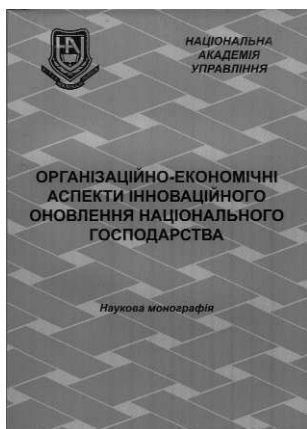 НАЦІОНАЛЬНА
АКАДЕМІЯ
УПРАВЛІННЯ
ОРГАНІЗАЦІЙНО-ЕКОНОМІЧНІ
АСПЕКТИ ІННОВАЦІЙНОГО
ОНОВЛЕННЯ НАЦІОНАЛЬНОГО
ГОСПОДАРСТВА
Наукова монографія